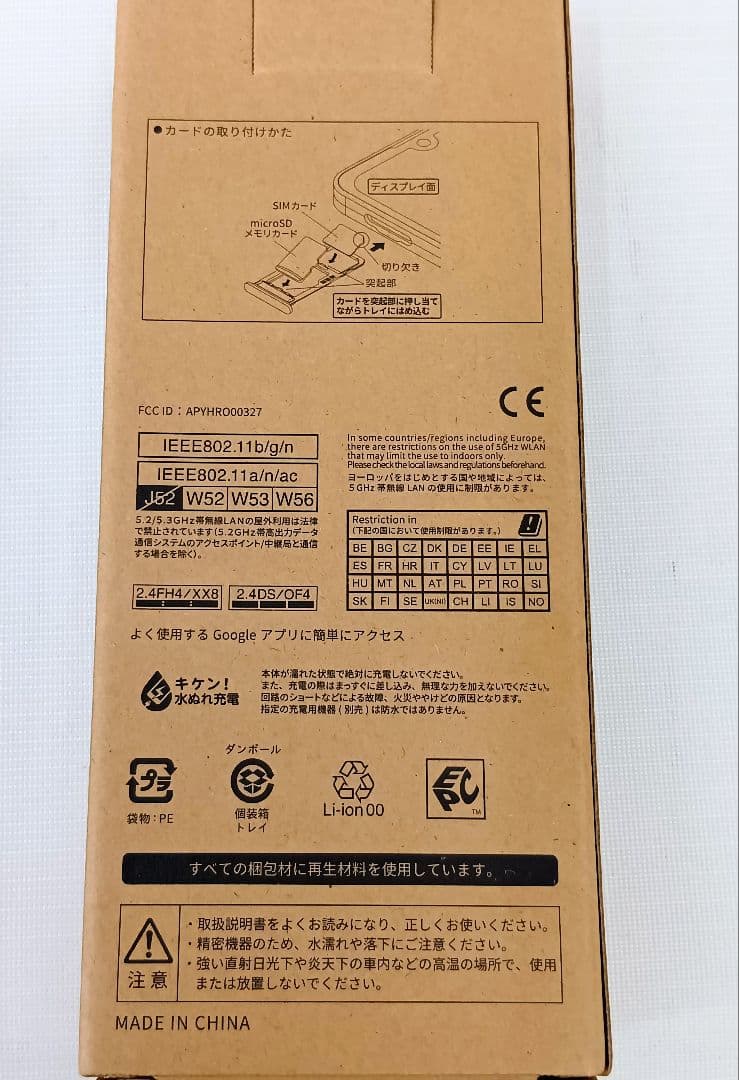 ●カードの取り付けかた
ディスプレイ面
SIMカード
microSD
メモリカード
切り欠き
突起部
カードを突起部に押し当て
ながらトレイにはめ込む
FCC ID：APYHRO00327
CE
IEEE802.11b/g/n
IEEE802.11a/n/ac
J52 W52 W53 W56
5.2/5.3GHz帯無線LANの屋外利用は法律
で禁止されています(5.2GHz帯高出力データ
通信システムのアクセスポイント/中継局と通信
する場合を除く)。
In some countries/regions including Europe,
there are restrictions on the use of 5GHz WLAN
that may limit the use to indoors only.
Please check the local laws and regulations beforehand.
ヨーロッパをはじめとする国や地域によっては、
5GHz帯無線LANの使用に制限があります。
Restriction in
(下記の国において使用制限があります。)
BE BG CZ DK DE EE IE EL
ES FR HR IT CY LV LT LU
HU MT NL AT PL PT RO SI
SK FI SE UK(NI) CH LI IS NO
2.4FH4/XX8 2.4DS/OF4
よく使用する Google アプリに簡単にアクセス
キケン!
水ぬれ充電
本体が濡れた状態で絶対に充電しないでください。
また、充電の際はまっすぐに差し込み、無理な力を加えないでください。
回路のショートなどによる故障、火災ややけどの原因となります。
指定の充電用機器(別売)は防水ではありません。
プラ
袋物：PE
ダンボール
個装箱
トレイ
Li-ion 00
EPC
TM
すべての梱包材に再生材料を使用しています。
注意
・取扱説明書をよくお読みになり、正しくお使いください。
・精密機器のため、水濡れや落下にご注意ください。
・強い直射日光下や炎天下の車内などの高温の場所で、使用
または放置しないでください。
MADE IN CHINA